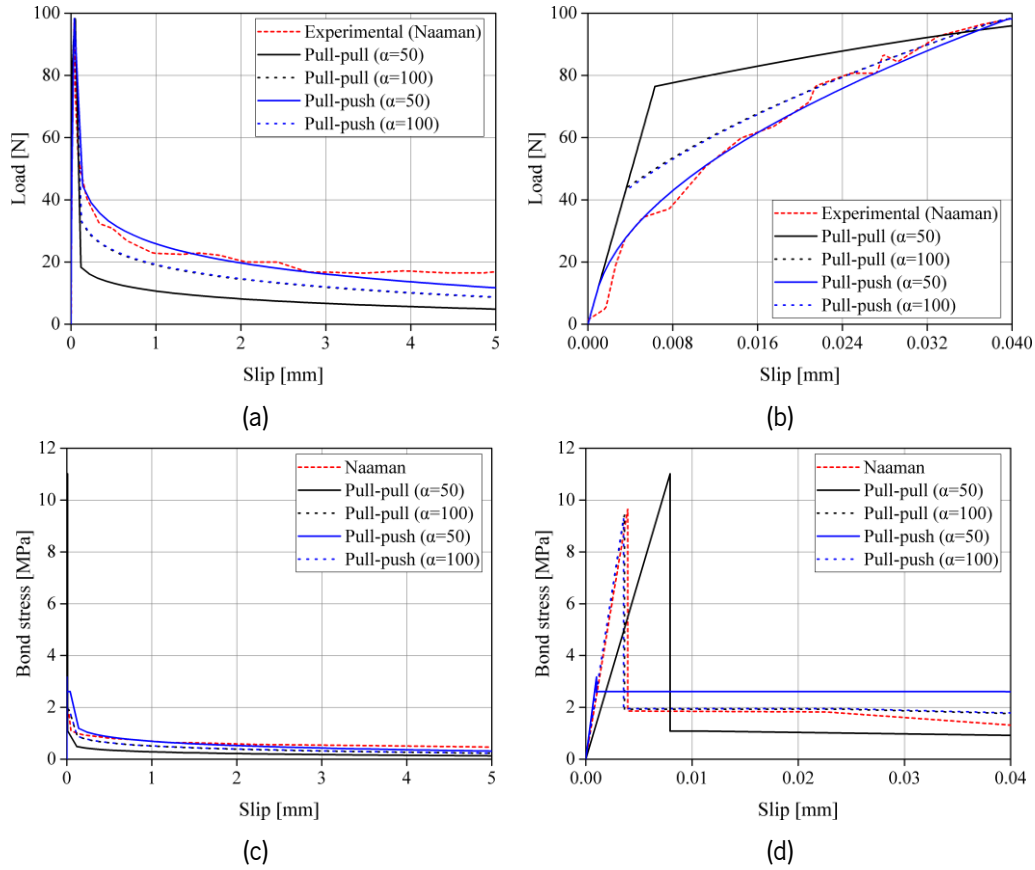 100
80
60
40
20
0
Load [N]
0 1 2 3 4 5
Slip [mm]
Experimental (Naaman)
Pull-pull (α=50)
Pull-pull (α=100)
Pull-push (α=50)
Pull-push (α=100)
(a)
100
80
60
40
20
0
Load [N]
0.000 0.008 0.016 0.024 0.032 0.040
Slip [mm]
Experimental (Naaman)
Pull-pull (α=50)
Pull-pull (α=100)
Pull-push (α=50)
Pull-push (α=100)
(b)
12
10
8
6
4
2
0
Bond stress [MPa]
0 1 2 3 4 5
Slip [mm]
Naaman
Pull-pull (α=50)
Pull-pull (α=100)
Pull-push (α=50)
Pull-push (α=100)
(c)
12
10
8
6
4
2
0
Bond stress [MPa]
0.00 0.01 0.02 0.03 0.04
Slip [mm]
Naaman
Pull-pull (α=50)
Pull-pull (α=100)
Pull-push (α=50)
Pull-push (α=100)
(d)